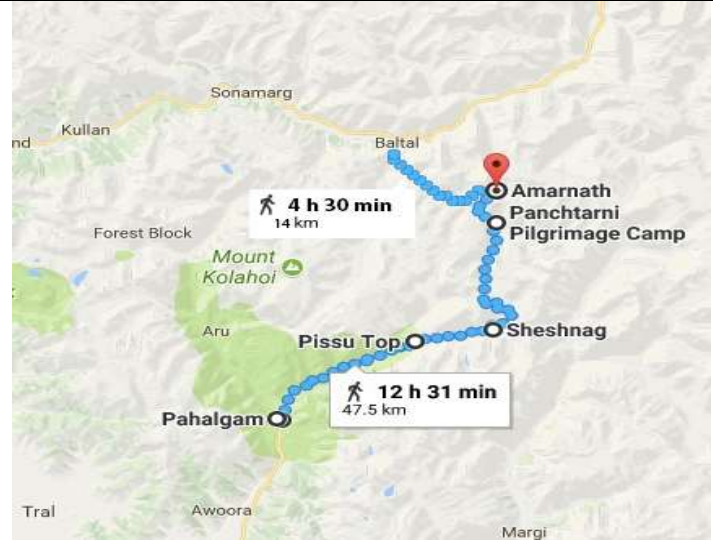 Sonamarg
Kullan
nd
Baltal
Amarnath
4 h 30 min
14 km
Panchtarni
Pilgrimage Camp
Forest Block
Mount
Kolahoi
Aru
Pissu Top
Sheshnag
12 h 31 min
47.5 km
Pahalgam
Tral
Awoora
Margi